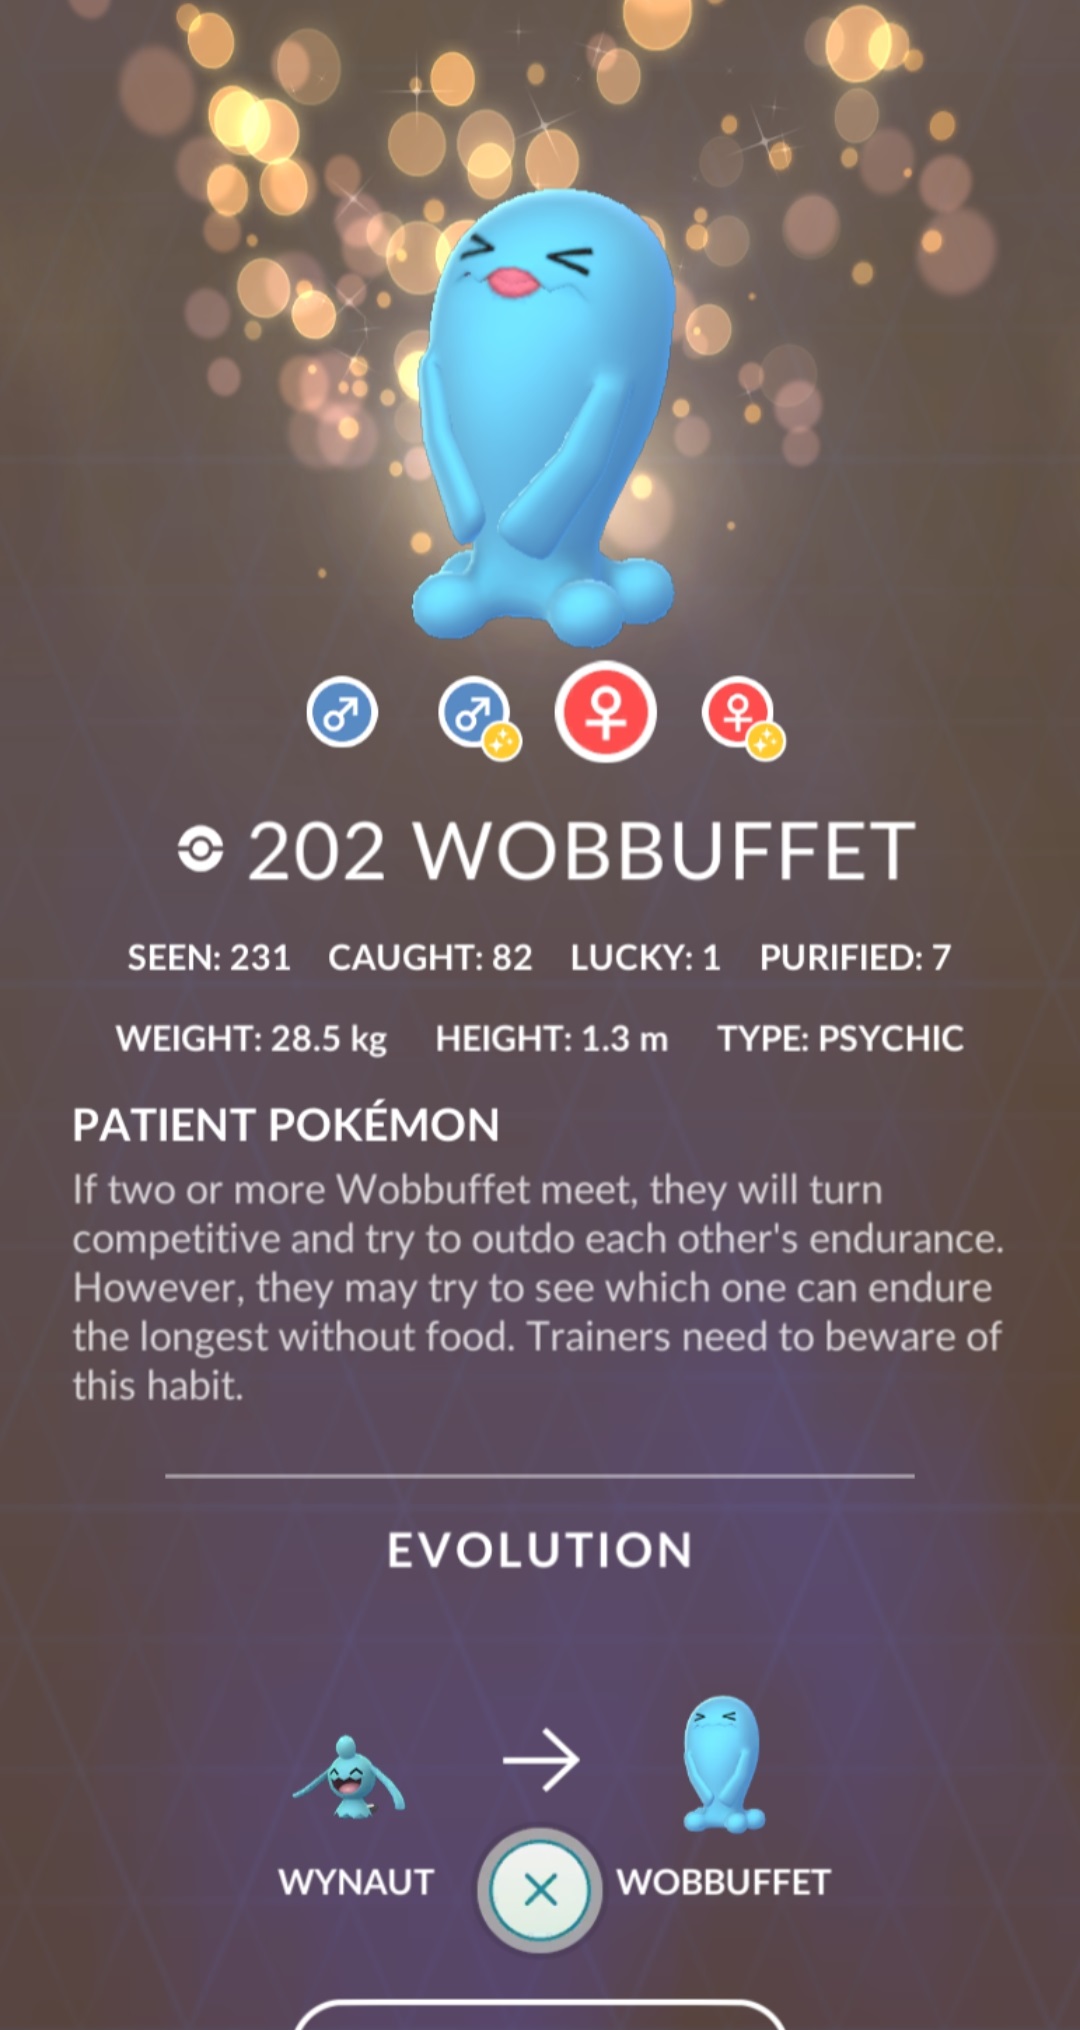 202 WOBBUFFET
SEEN: 231 CAUGHT: 82 LUCKY: 1 PURIFIED: 7
WEIGHT: 28.5 kg HEIGHT: 1.3 m TYPE: PSYCHIC
PATIENT POKÉMON
If two or more Wobbuffet meet, they will turn
competitive and try to outdo each other's endurance.
However, they may try to see which one can endure
the longest without food. Trainers need to beware of
this habit.
EVOLUTION
WYNAUT WOBBUFFET